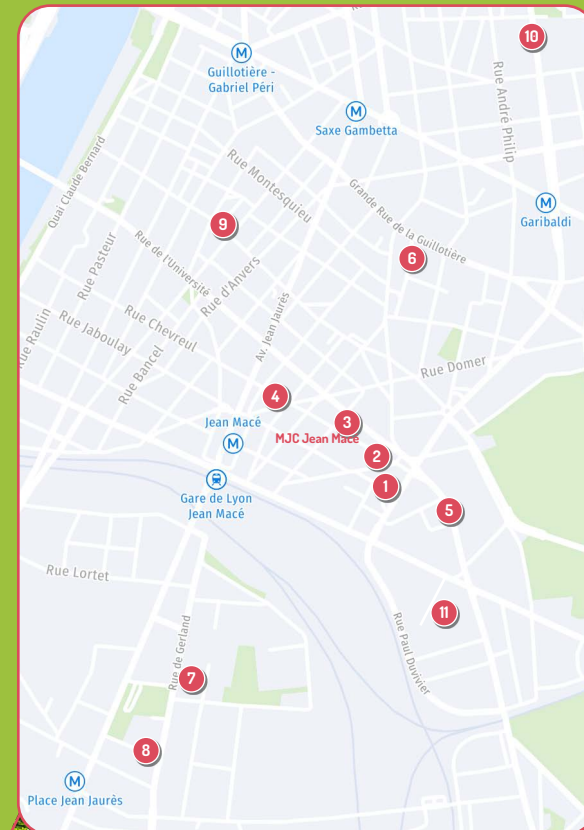 10
M
Guillotière -
Gabriel Péri
M
Saxe Gambetta
Rue André Philip
Quai Claude Bernard
Rue Montesquieu
Grande Rue de la Guillotière
M
Garibaldi
9
6
Rue Pasteur
Rue de l'Université
Rue d'Anvers
Rue Raulin
Rue Jaboulay
Rue Chevreul
Rue Bancel
Av. Jean Jaurès
Rue Domer
4
Jean Macé
M
3
MJC Jean Macé
2
1
Gare de Lyon
Jean Macé
5
Rue Lortet
11
Rue Paul Duvivier
Rue de Gerland
7
8
M
Place Jean Jaurès